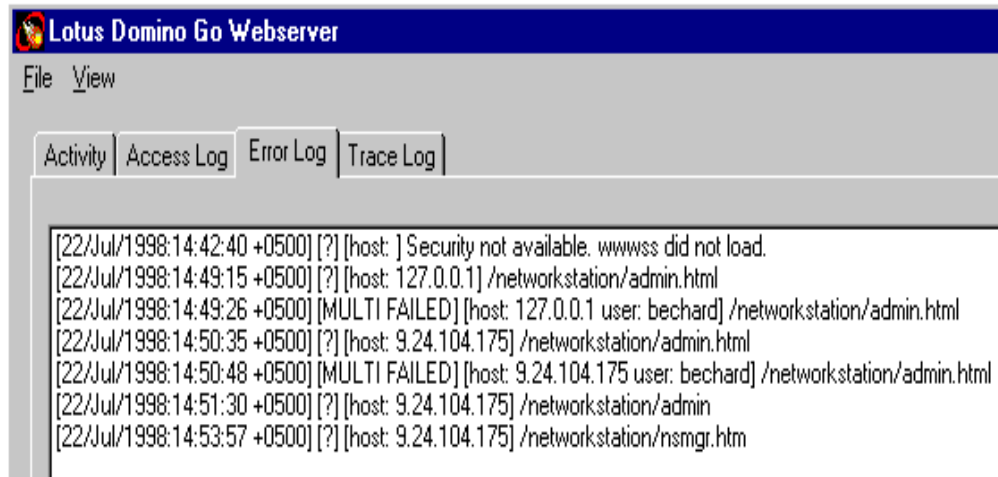 Lotus Domino Go Webserver
File View
Activity Access Log Error Log Trace Log
[22/Jul/1998:14:42:40 +0500] [?] [host: ] Security not available. wwwss did not load.
[22/Jul/1998:14:49:15 +0500] [?] [host: 127.0.0.1] /networkstation/admin.html
[22/Jul/1998:14:49:26 +0500] [MULTI FAILED] [host: 127.0.0.1 user: bechard] /networkstation/admin.html
[22/Jul/1998:14:50:35 +0500] [?] [host: 9.24.104.175] /networkstation/admin.html
[22/Jul/1998:14:50:48 +0500] [MULTI FAILED] [host: 9.24.104.175 user: bechard] /networkstation/admin.html
[22/Jul/1998:14:51:30 +0500] [?] [host: 9.24.104.175] /networkstation/admin
[22/Jul/1998:14:53:57 +0500] [?] [host: 9.24.104.175] /networkstation/nsmgr.htm